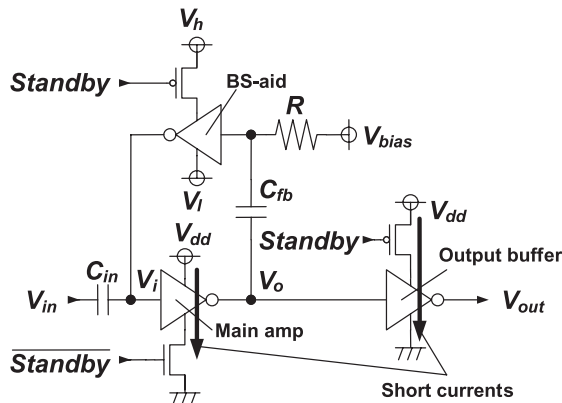 V_h
Standby
BS-aid
R
V_bias
V_l
C_fb
V_dd
V_dd
Standby
Output buffer
C_in
V_in
V_i
V_o
V_out
Main amp
S̅t̅a̅n̅d̅b̅y̅
Short currents